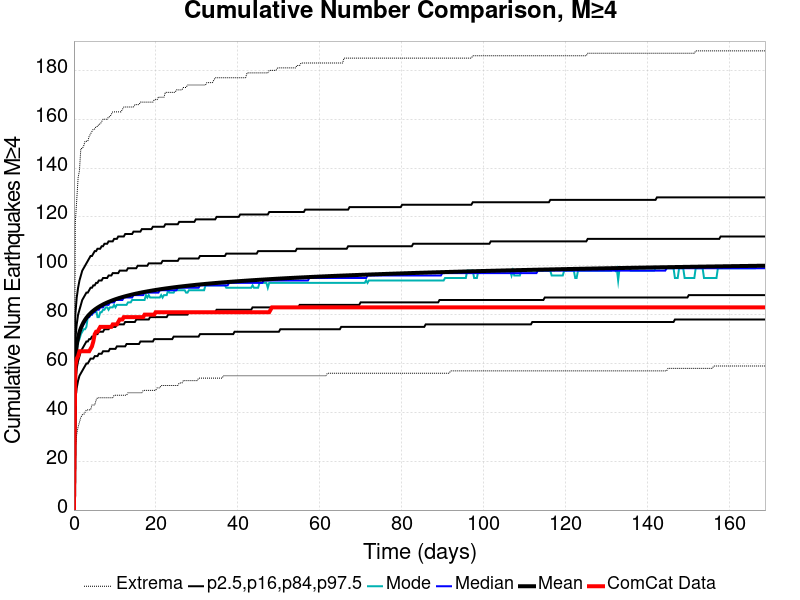 Cumulative Number Comparison, M≥4
Cumulative Num Earthquakes M≥4
180
160
140
120
100
80
60
40
20
0
0 20 40 60 80 100 120 140 160
Time (days)
Extrema p2.5,p16,p84,p97.5 Mode Median Mean ComCat Data